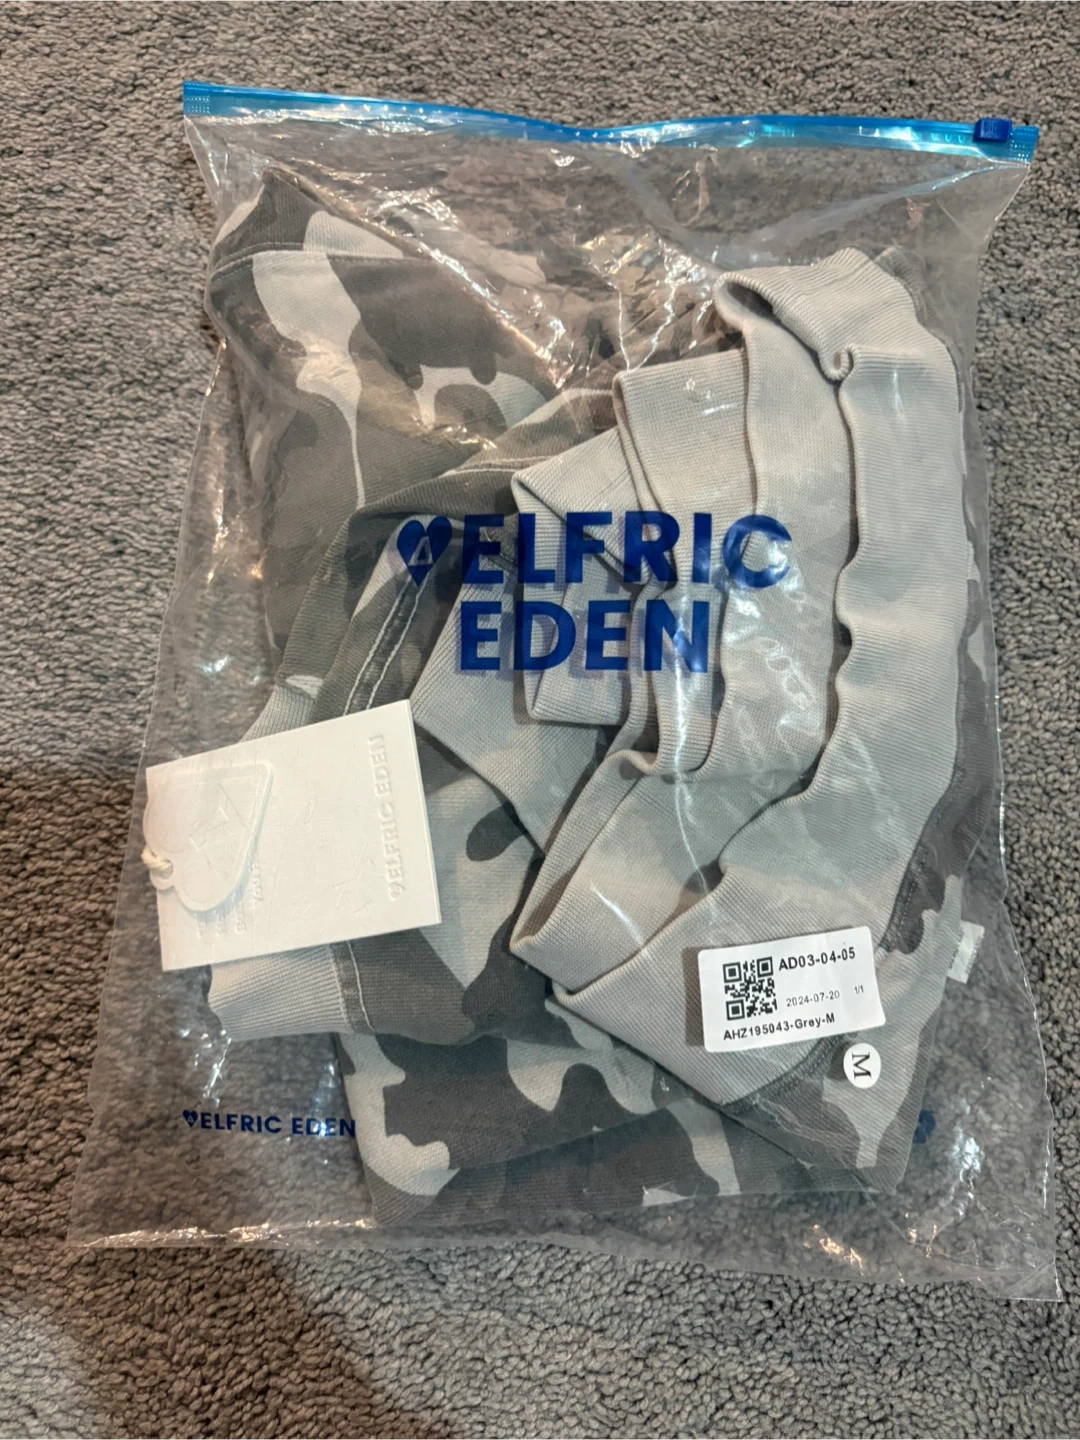 ELFRIC
EDEN
ELFRIC EDEN
AD03-04-05
2024-07-20 1/1
AHZ195043-Grey-M
M
ELFRIC EDEN